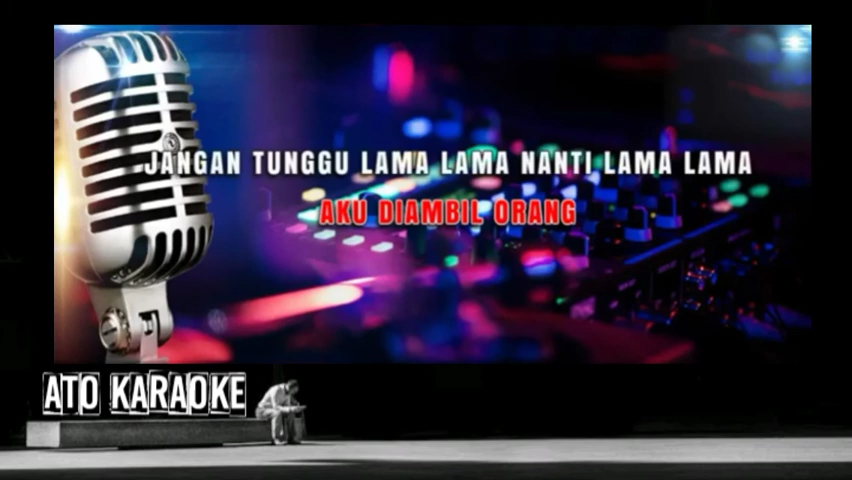 JANGAN TUNGGU LAMA LAMA NANTI LAMA LAMA
AKU DIAMBIL ORANG
ATO KARAOKE